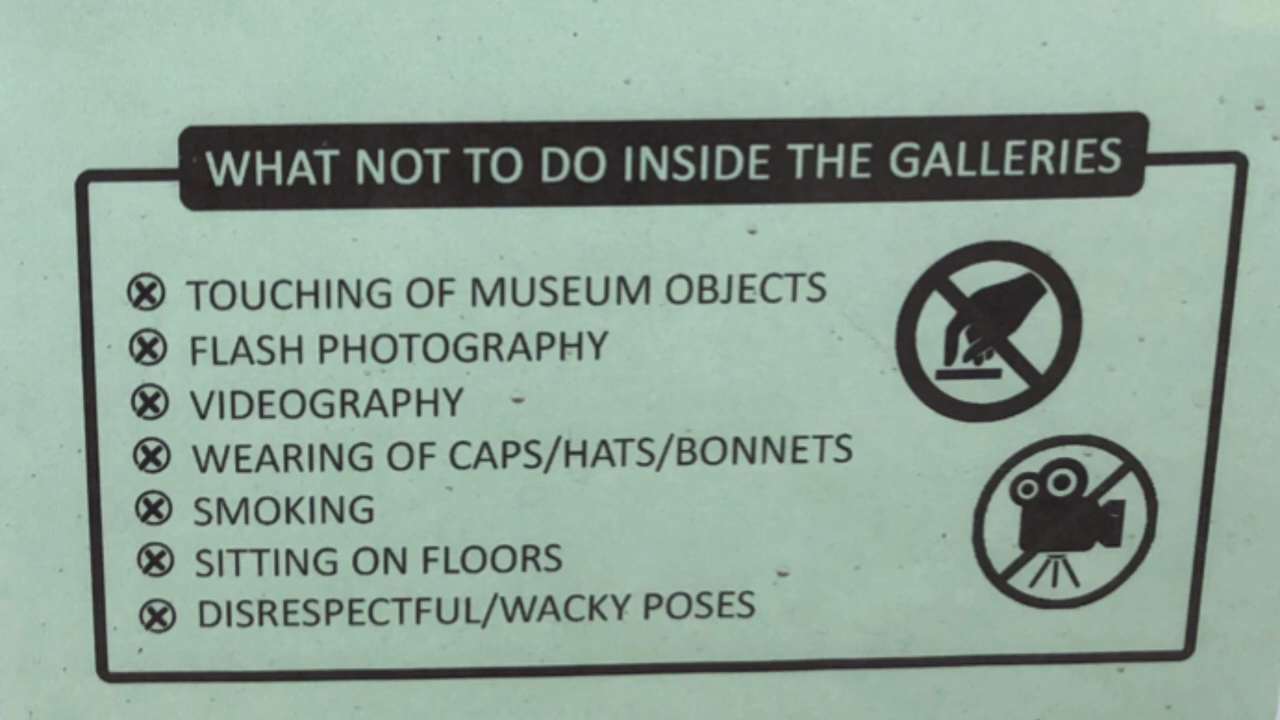 WHAT NOT TO DO INSIDE THE GALLERIES
TOUCHING OF MUSEUM OBJECTS
FLASH PHOTOGRAPHY
VIDEOGRAPHY
WEARING OF CAPS/HATS/BONNETS
SMOKING
SITTING ON FLOORS
DISRESPECTFUL/WACKY POSES